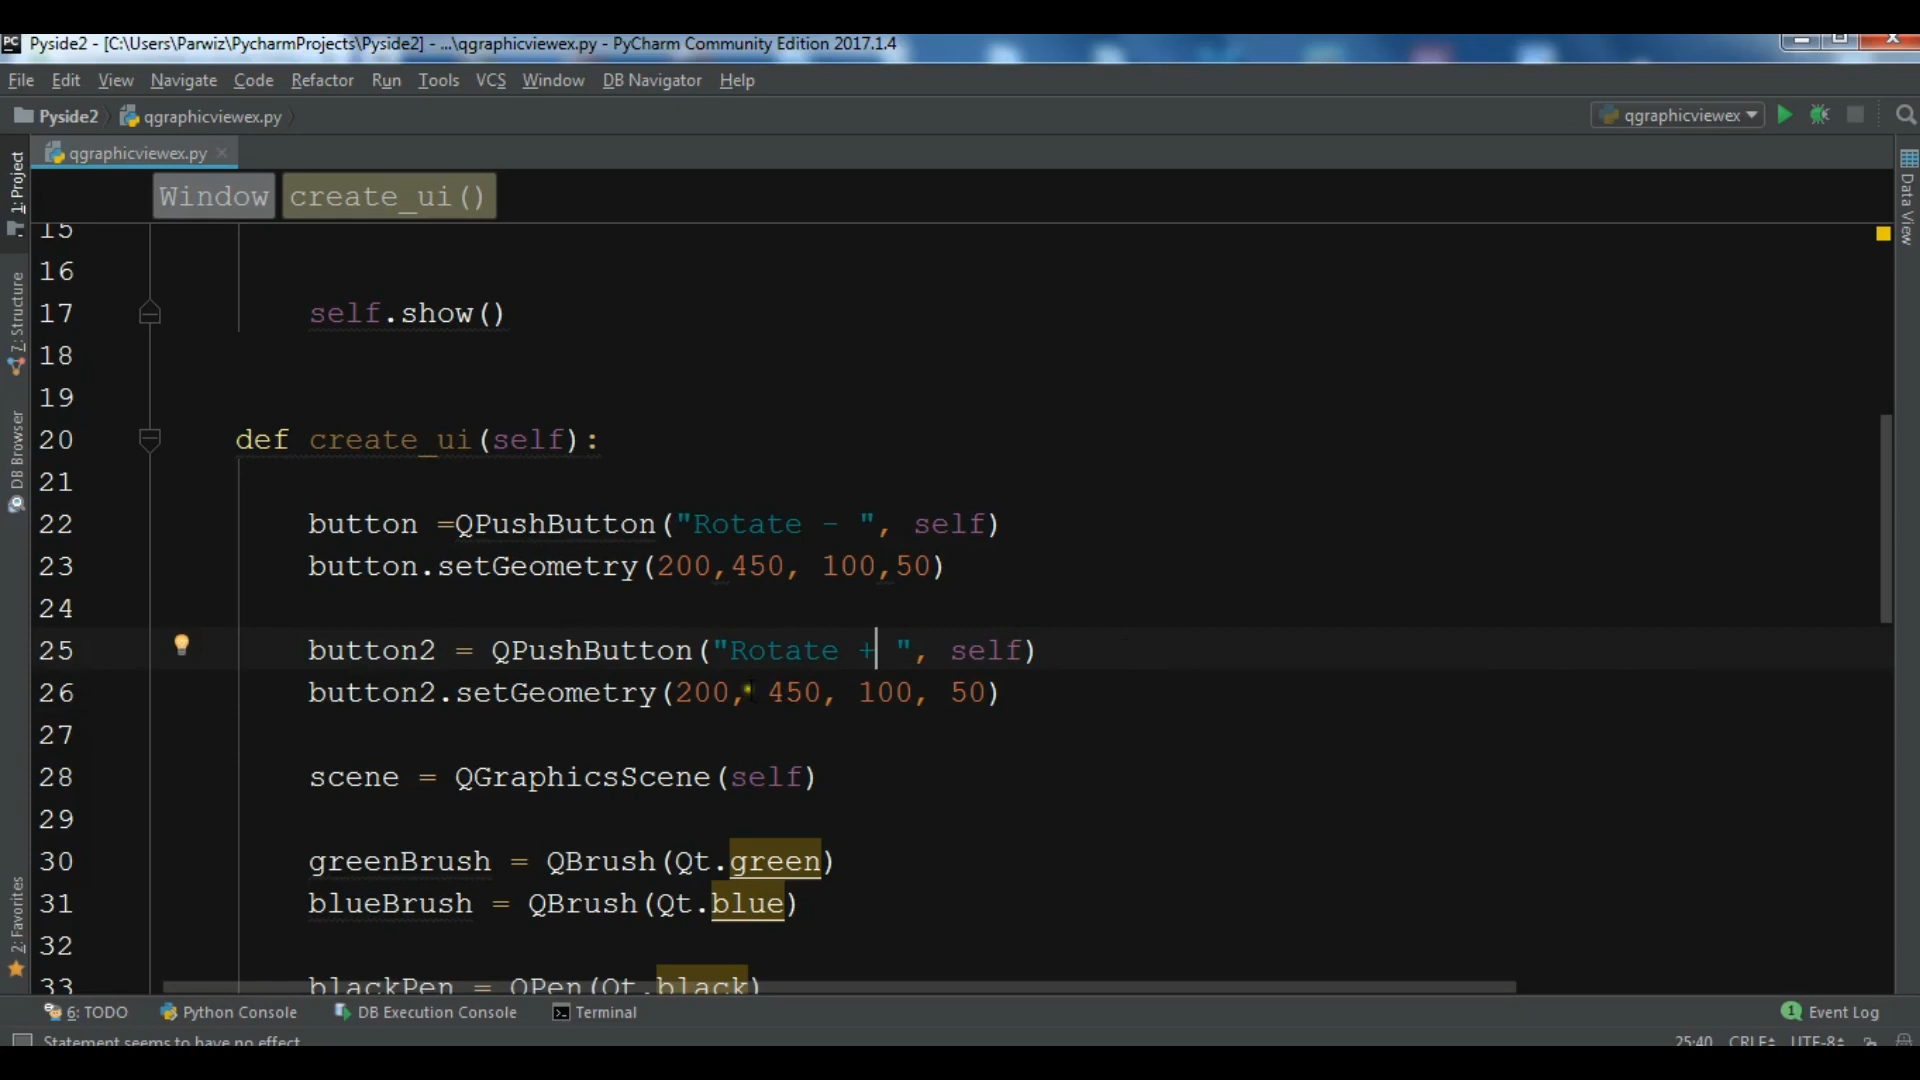 Pyside2 - [C:\Users\Parwiz\PycharmProjects\Pyside2] - ...\qgraphicviewex.py - PyCharm Community Edition 2017.1.4
File Edit View Navigate Code Refactor Run Tools VCS Window DB Navigator Help
Pyside2 qgraphicviewex.py qgraphicviewex
qgraphicviewex.py
Window create_ui()
1: Project
7: Structure
DB Browser
2: Favorites
Data View
15
16
17 self.show()
18
19
20 def create_ui(self):
21
22 button =QPushButton("Rotate - ", self)
23 button.setGeometry(200,450, 100,50)
24
25 button2 = QPushButton("Rotate + ", self)
26 button2.setGeometry(200, 450, 100, 50)
27
28 scene = QGraphicsScene(self)
29
30 greenBrush = QBrush(Qt.green)
31 blueBrush = QBrush(Qt.blue)
32
33 blackPen = QPen(Qt.black)
6: TODO Python Console DB Execution Console Terminal 1 Event Log
Statement seems to have no effect 25:40 CRLF UTF-8